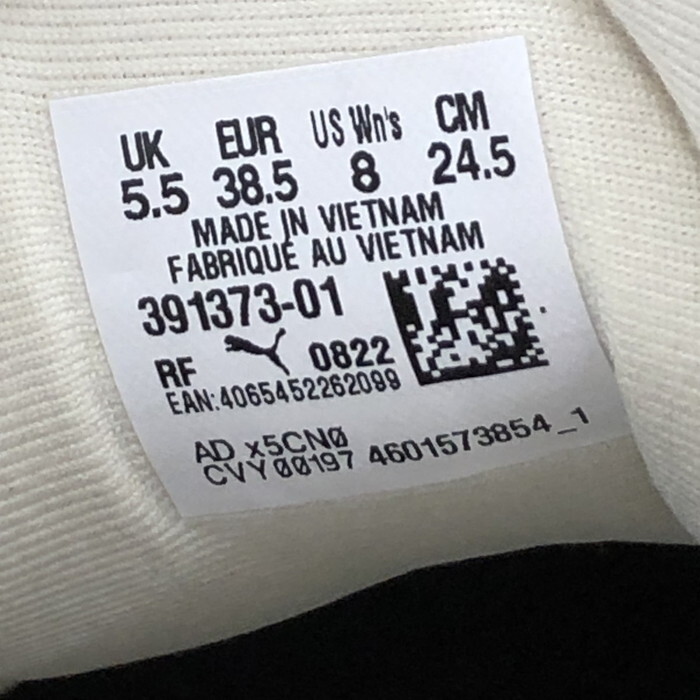 UK EUR US Wn's CM
5.5 38.5 8 24.5
MADE IN VIETNAM
FABRIQUÉ AU VIETNAM
391373-01
RF 0822
EAN:4065452262099
AD x5CN0
CVY00197 4601573854_1